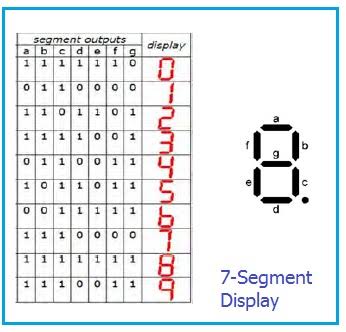 segment outputs
display
a b c d e f g
1 1 1 1 1 1 0 0
0 1 1 0 0 0 0 1
1 1 0 1 1 0 1 2
1 1 1 1 0 0 1 3
0 1 1 0 0 1 1 4
1 0 1 1 0 1 1 5
0 0 1 1 1 1 1 6
1 1 1 0 0 0 0 7
1 1 1 1 1 1 1 8
1 1 1 0 0 1 1 9
a
f b
g
e c
d
7-Segment
Display